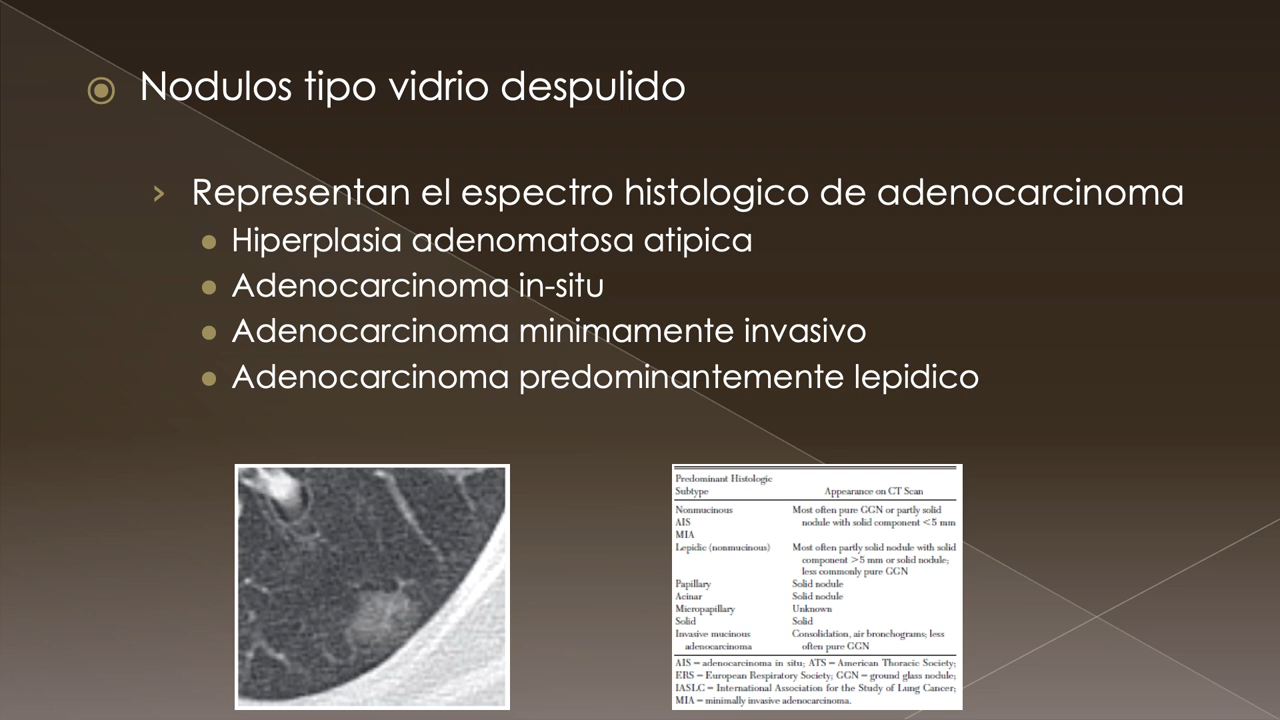 Nodulos tipo vidrio despulido
Representan el espectro histologico de adenocarcinoma
Hiperplasia adenomatosa atipica
Adenocarcinoma in-situ
Adenocarcinoma minimamente invasivo
Adenocarcinoma predominantemente lepidico
Predominant Histologic
Subtype Appearance on CT Scan
Nonmucinous Most often pure GGN or partly solid
AIS nodule with solid component <5 mm
MIA
Lepidic (nonmucinous) Most often partly solid nodule with solid
component >5 mm or solid nodule;
less commonly pure GGN
Papillary Solid nodule
Acinar Solid nodule
Micropapillary Unknown
Solid Solid
Invasive mucinous Consolidation, air bronchograms; less
adenocarcinoma often pure GGN
AIS = adenocarcinoma in situ; ATS = American Thoracic Society;
ERS = European Respiratory Society; GGN = ground glass nodule;
IASLC = International Association for the Study of Lung Cancer;
MIA = minimally invasive adenocarcinoma.